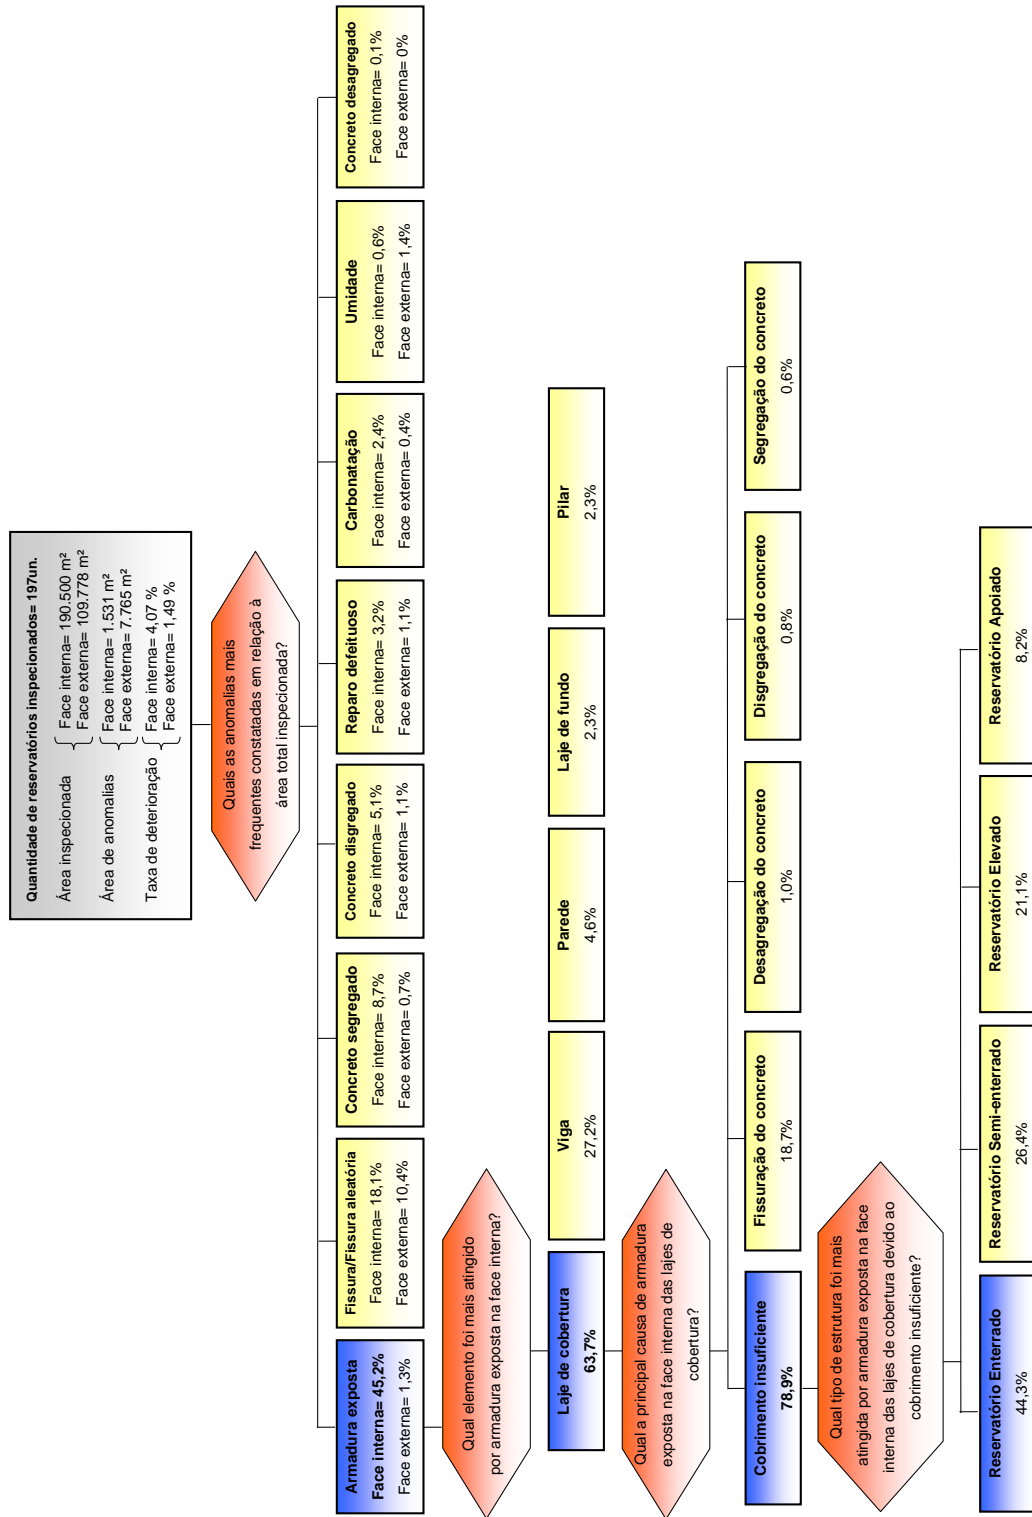 Quantidade de reservatórios inspecionados= 197un.
Área inspecionada
Face interna= 190.500 m²
Face externa= 109.778 m²
Área de anomalias
Face interna= 1.531 m²
Face externa= 7.765 m²
Taxa de deterioração
Face interna= 4,07 %
Face externa= 1,49 %
Quais as anomalias mais
frequentes constatadas em relação à
área total inspecionada?
Armadura exposta
Face interna= 45,2%
Face externa= 1,3%
Fissura/Fissura aleatória
Face interna= 18,1%
Face externa= 10,4%
Concreto segregado
Face interna= 8,7%
Face externa= 0,7%
Concreto disgregado
Face interna= 5,1%
Face externa= 1,1%
Reparo defeituoso
Face interna= 3,2%
Face externa= 1,1%
Carbonatação
Face interna= 2,4%
Face externa= 0,4%
Umidade
Face interna= 0,6%
Face externa= 1,4%
Concreto desagregado
Face interna= 0,1%
Face externa= 0%
Qual elemento foi mais atingido
por armadura exposta na face interna?
Laje de cobertura
63,7%
Viga
27,2%
Parede
4,6%
Laje de fundo
2,3%
Pilar
2,3%
Qual a principal causa de armadura
exposta na face interna das lajes de
cobertura?
Cobrimento insuficiente
78,9%
Fissuração do concreto
18,7%
Desagregação do concreto
1,0%
Disgregação do concreto
0,8%
Segregação do concreto
0,6%
Qual tipo de estrutura foi mais
atingida por armadura exposta na face
interna das lajes de cobertura devido ao
cobrimento insuficiente?
Reservatório Enterrado
44,3%
Reservatório Semi-enterrado
26,4%
Reservatório Elevado
21,1%
Reservatório Apoiado
8,2%